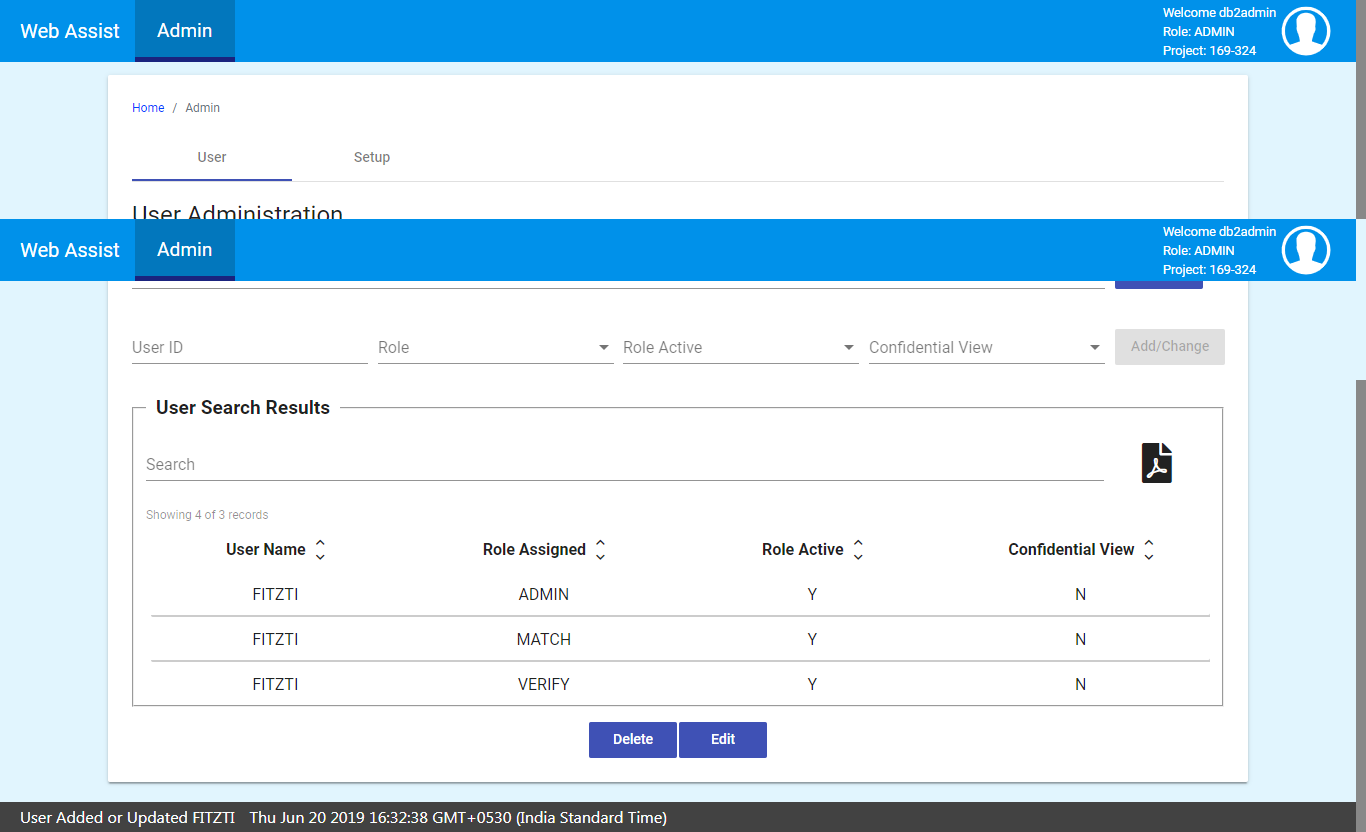 Web Assist Admin Welcome db2admin
Role: ADMIN
Project: 169-324
Home / Admin
User Setup
User Administration
Web Assist Admin Welcome db2admin
Role: ADMIN
Project: 169-324
User ID Role Role Active Confidential View Add/Change
User Search Results
Search
Showing 4 of 3 records
User Name Role Assigned Role Active Confidential View
FITZTI ADMIN Y N
FITZTI MATCH Y N
FITZTI VERIFY Y N
Delete Edit
User Added or Updated FITZTI Thu Jun 20 2019 16:32:38 GMT+0530 (India Standard Time)